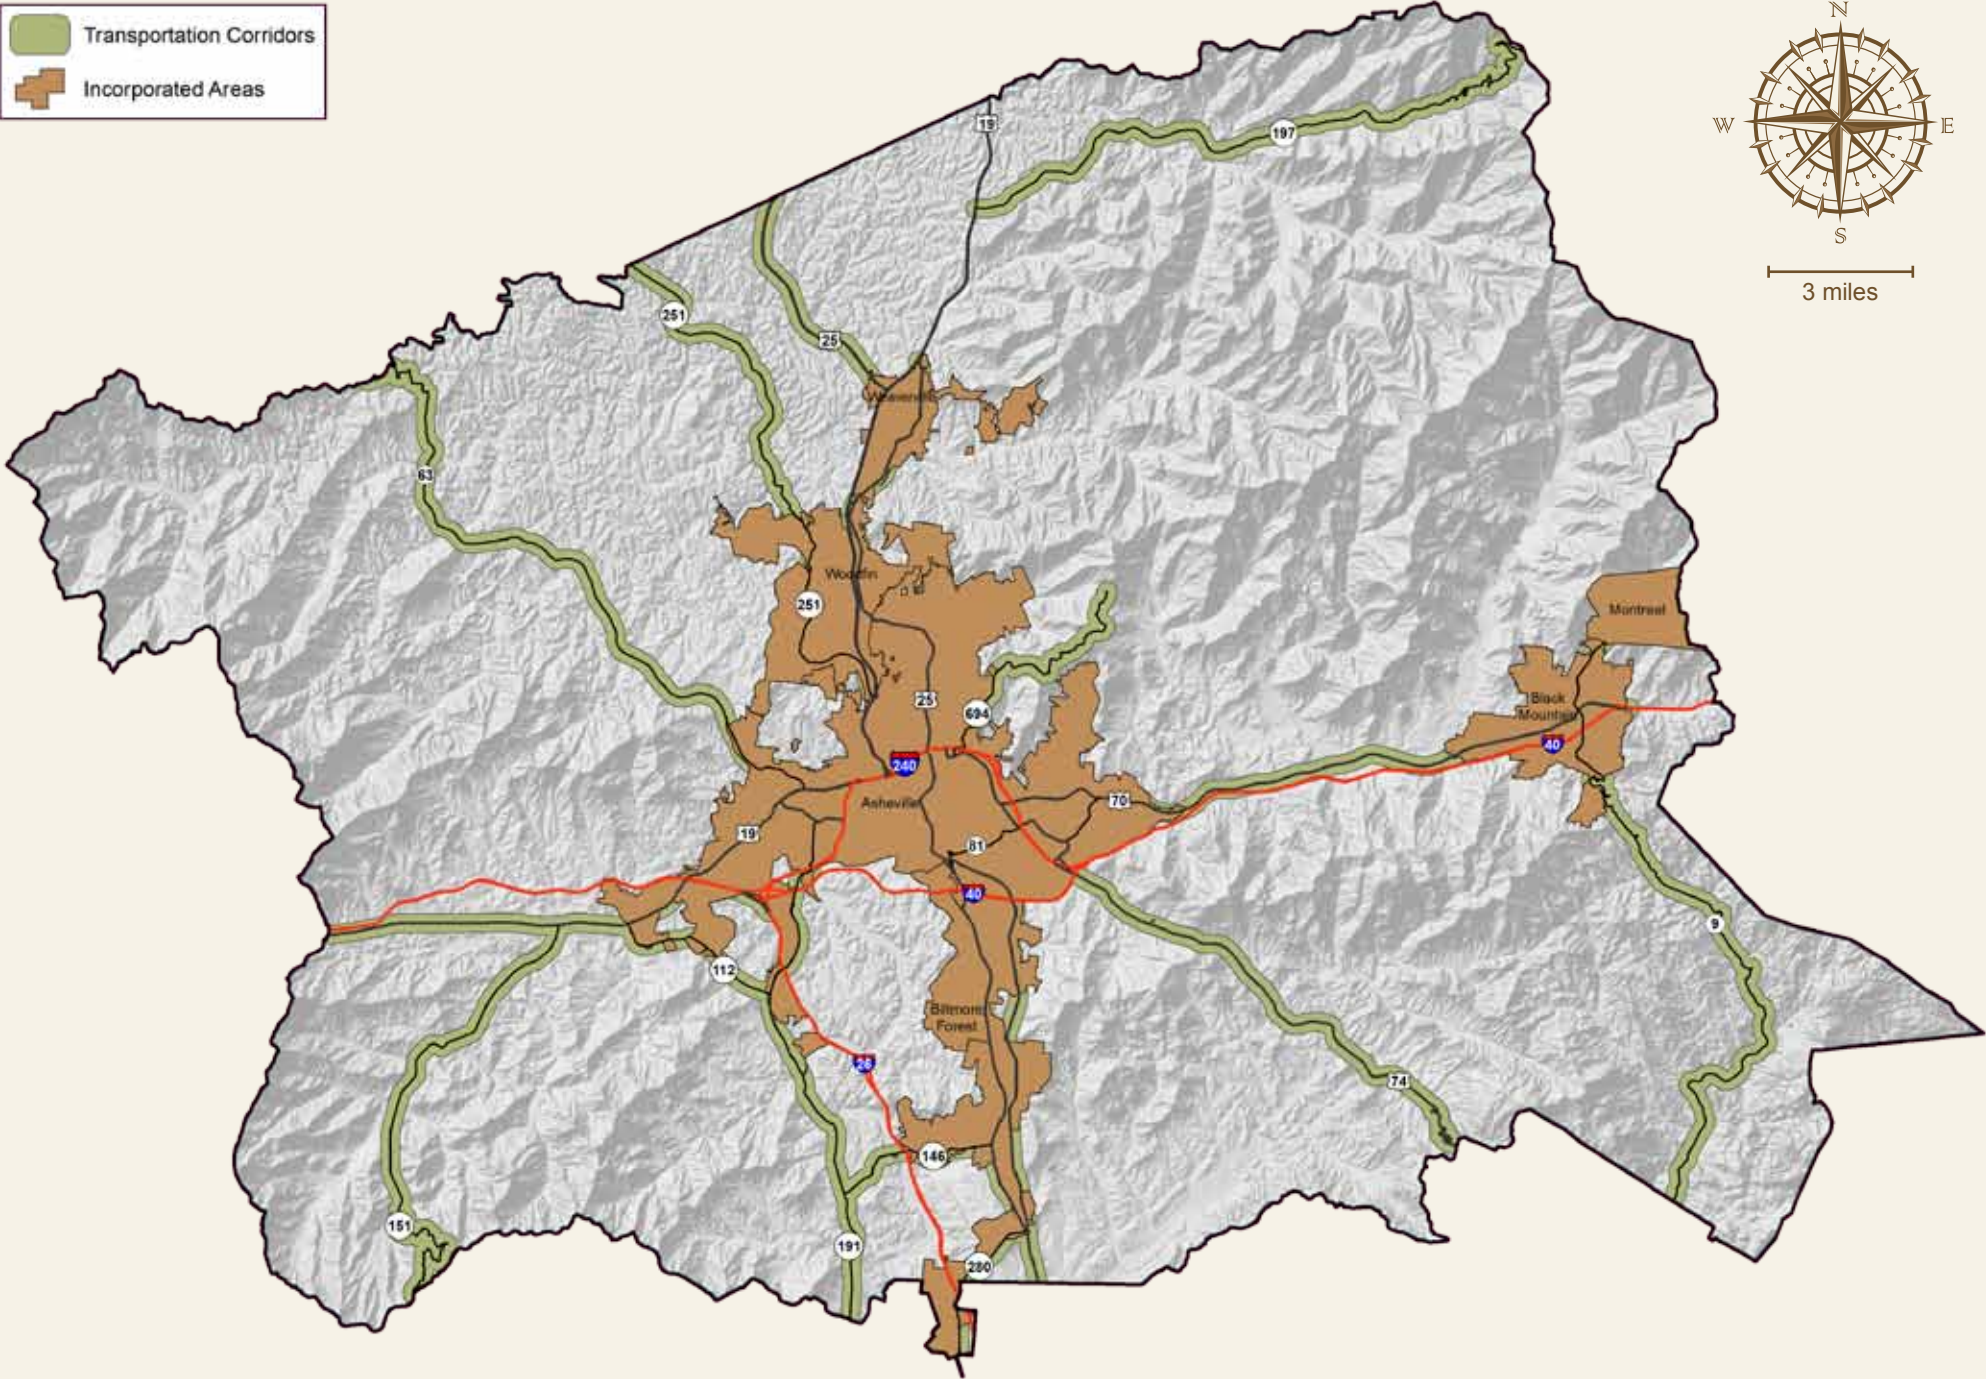 Transportation Corridors
Incorporated Areas
N
W
E
S
3 miles
19
197
251
25
63
Woodfin
251
Montreat
25
694
Black
Mountain
40
240
Asheville
70
19
81
40
9
112
Biltmore
Forest
26
74
146
151
191
280